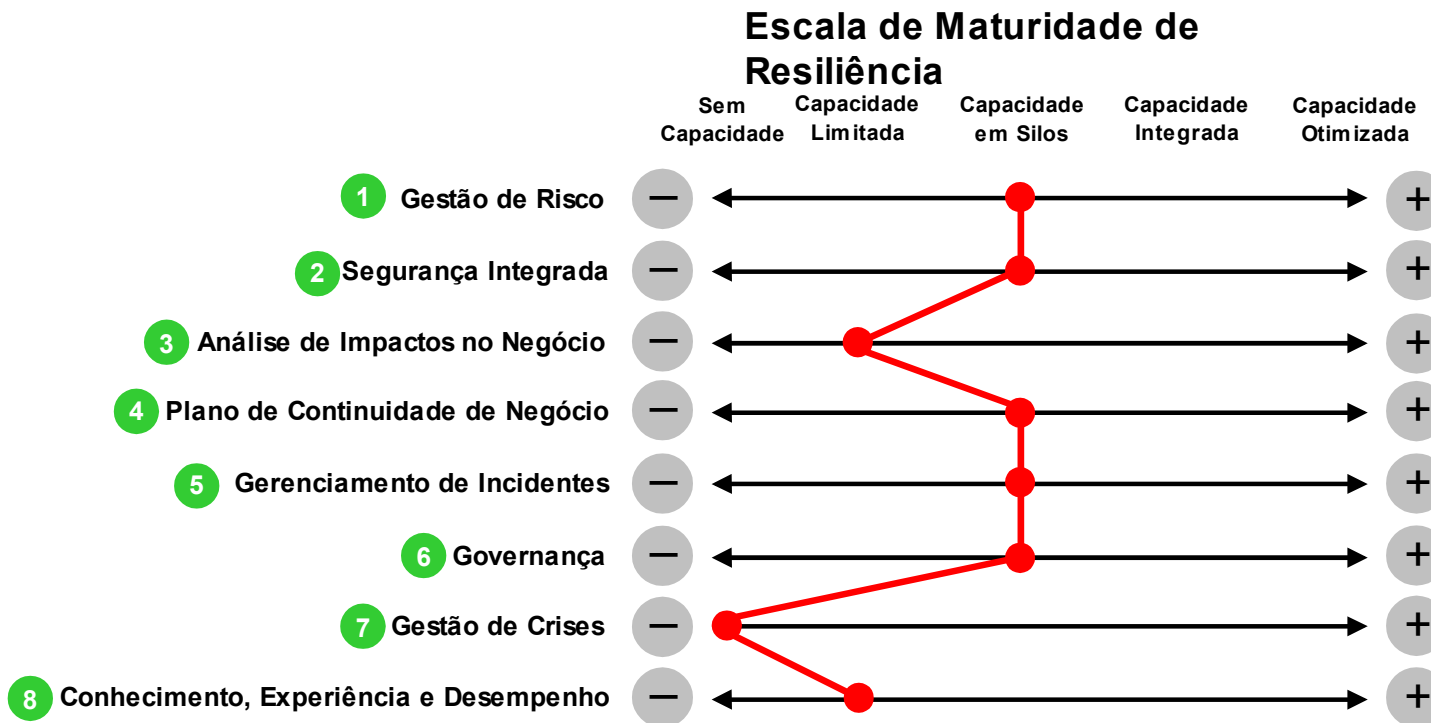 Escala de Maturidade de
Resiliência
Sem Capacidade Capacidade Capacidade Capacidade
Capacidade Limitada em Silos Integrada Otimizada
1 Gestão de Risco − +
2 Segurança Integrada − +
3 Análise de Impactos no Negócio − +
4 Plano de Continuidade de Negócio − +
5 Gerenciamento de Incidentes − +
6 Governança − +
7 Gestão de Crises − +
8 Conhecimento, Experiência e Desempenho − +